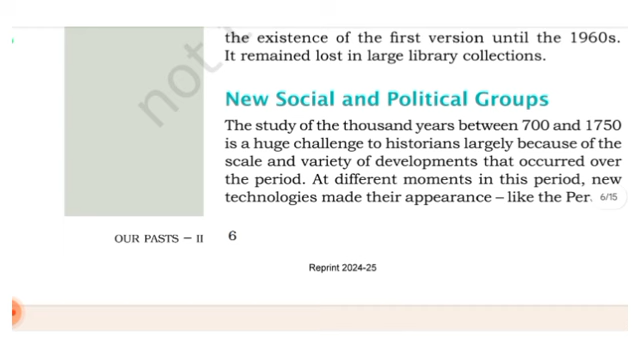 the existence of the first version until the 1960s.
It remained lost in large library collections.
not
New Social and Political Groups
The study of the thousand years between 700 and 1750
is a huge challenge to historians largely because of the
scale and variety of developments that occurred over
the period. At different moments in this period, new
technologies made their appearance – like the
6/15
OUR PASTS – II 6
Reprint 2024-25